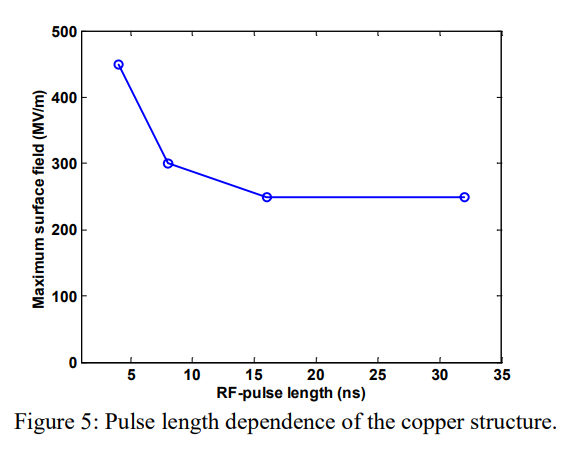 500
400
300
200
100
0
Maximum surface field (MV/m)
5 10 15 20 25 30 35
RF-pulse length (ns)
Figure 5: Pulse length dependence of the copper structure.